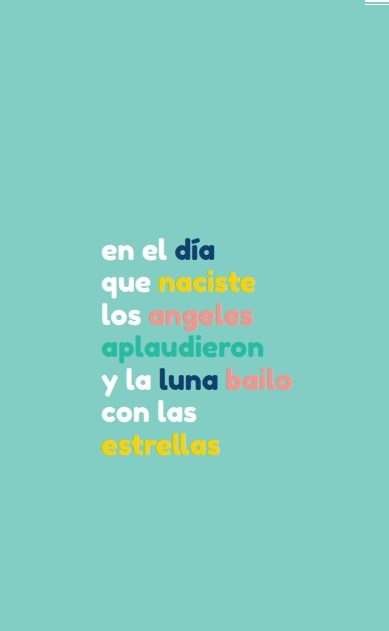 en el día
que naciste
los angeles
aplaudieron
y la luna bailo
con las
estrellas